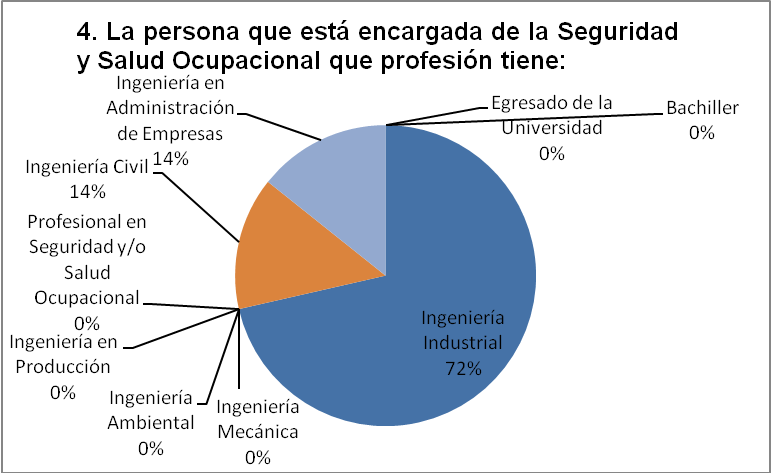 4. La persona que está encargada de la Seguridad
y Salud Ocupacional que profesión tiene:
Ingeniería en
Administración
de Empresas
14%
Egresado de la
Universidad
0%
Bachiller
0%
Ingeniería Civil
14%
Profesional en
Seguridad y/o
Salud
Ocupacional
0%
Ingeniería en
Producción
0%
Ingeniería
Ambiental
0%
Ingeniería
Mecánica
0%
Ingeniería
Industrial
72%